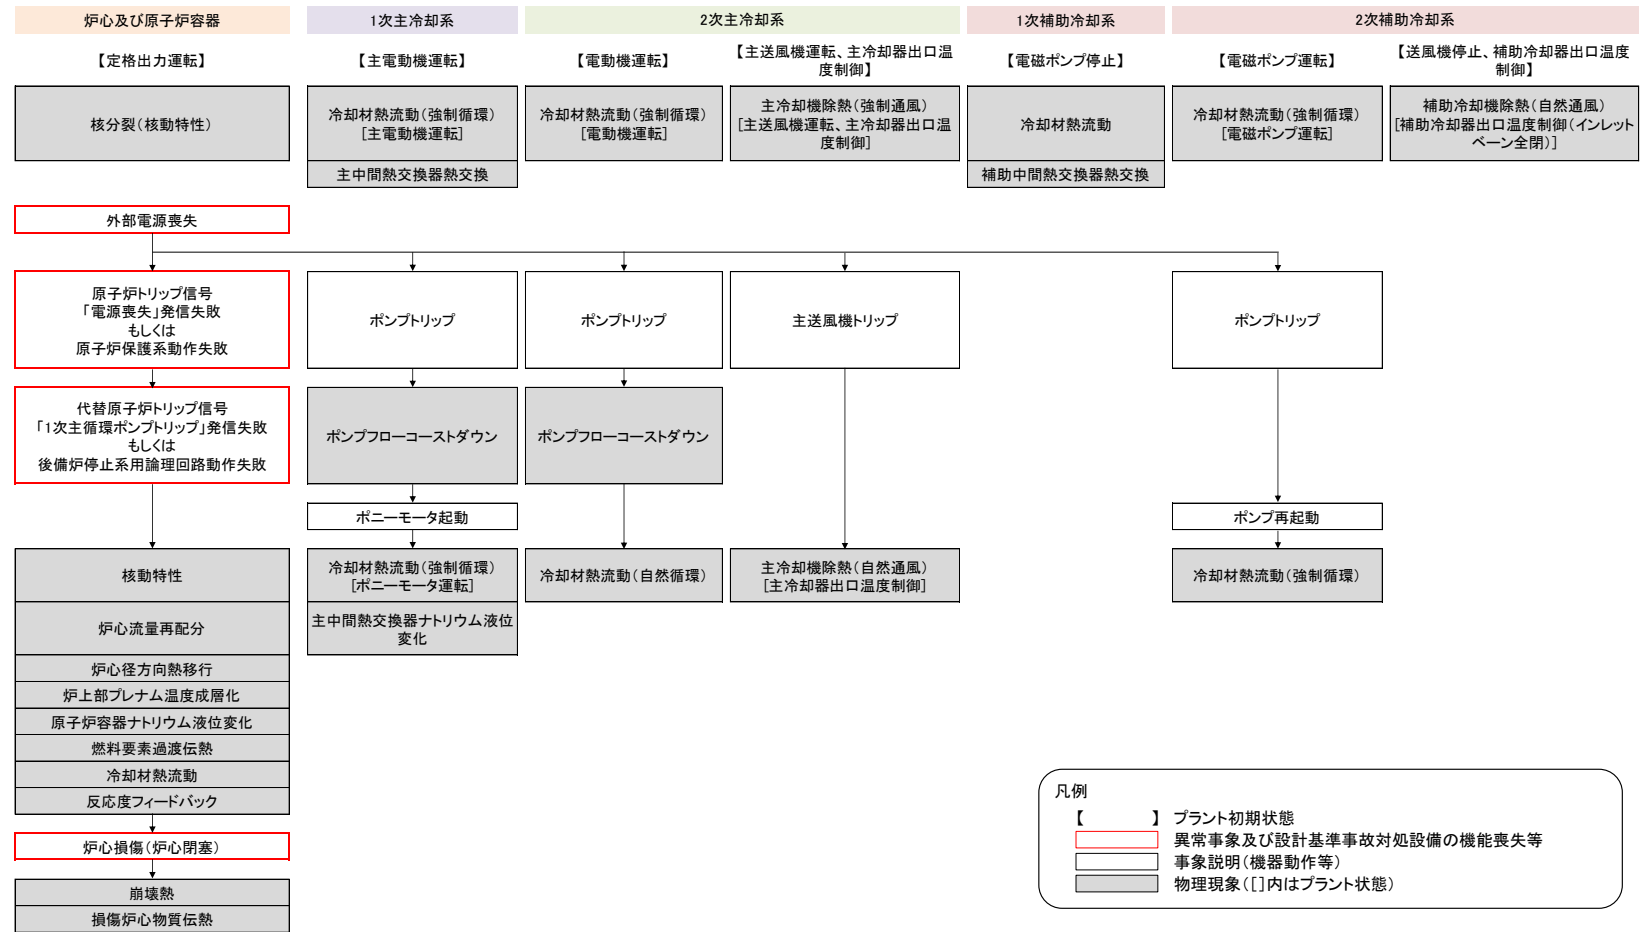 炉心及び原子炉容器
1次主冷却系
2次主冷却系
1次補助冷却系
2次補助冷却系
【定格出力運転】
【主電動機運転】
【電動機運転】
【主送風機運転、主冷却器出口温
度制御】
【電磁ポンプ停止】
【電磁ポンプ運転】
【送風機停止、補助冷却器出口温度
制御】
核分裂(核動特性)
冷却材熱流動(強制循環)
[主電動機運転]
冷却材熱流動(強制循環)
[電動機運転]
主冷却機除熱(強制通風)
[主送風機運転、主冷却器出口温
度制御]
冷却材熱流動
冷却材熱流動(強制循環)
[電磁ポンプ運転]
補助冷却機除熱(自然通風)
[補助冷却器出口温度制御(インレット
ベーン全閉)]
主中間熱交換器熱交換
補助中間熱交換器熱交換
外部電源喪失
原子炉トリップ信号
「電源喪失」発信失敗
もしくは
原子炉保護系動作失敗
ポンプトリップ
ポンプトリップ
主送風機トリップ
ポンプトリップ
代替原子炉トリップ信号
「1次主循環ポンプトリップ」発信失敗
もしくは
後備炉停止系用論理回路動作失敗
ポンプフローコーストダウン
ポンプフローコーストダウン
ポニーモータ起動
ポンプ再起動
核動特性
冷却材熱流動(強制循環)
[ポニーモータ運転]
冷却材熱流動(自然循環)
主冷却機除熱(自然通風)
[主冷却器出口温度制御]
冷却材熱流動(強制循環)
炉心流量再配分
主中間熱交換器ナトリウム液位
変化
炉心径方向熱移行
炉上部プレナム温度成層化
原子炉容器ナトリウム液位変化
燃料要素過渡伝熱
冷却材熱流動
反応度フィードバック
炉心損傷(炉心閉塞)
崩壊熱
損傷炉心物質伝熱
凡例
【 】 プラント初期状態
異常事象及び設計基準事故対処設備の機能喪失等
事象説明(機器動作等)
物理現象([]内はプラント状態)